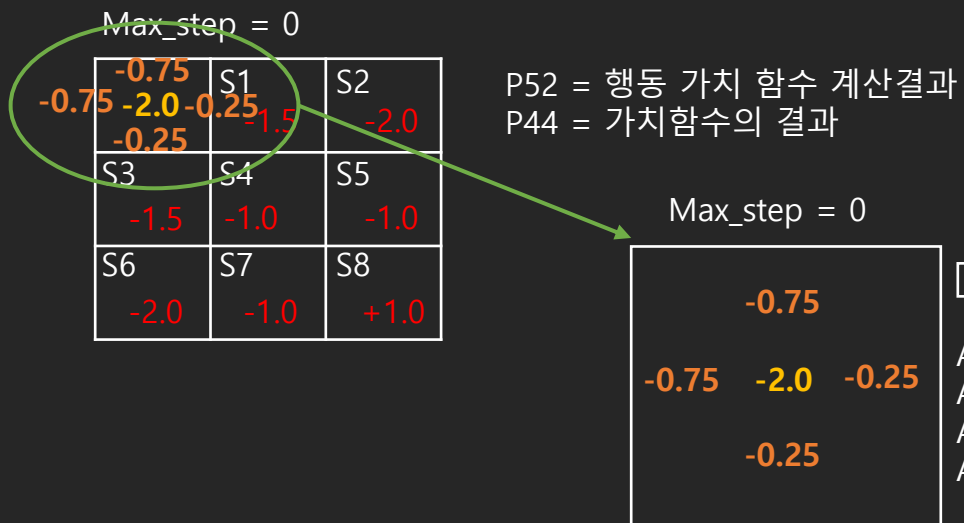 Max_step = 0
-0.75
S1
S2
-0.75 -2.0 -0.25
-1.5
-2.0
-0.25
S3
S4
S5
-1.5
-1.0
-1.0
S6
S7
S8
-2.0
-1.0
+1.0
P52 = 행동 가치 함수 계산결과
P44 = 가치함수의 결과
Max_step = 0
-0.75
-0.75 -2.0 -0.25
-0.25